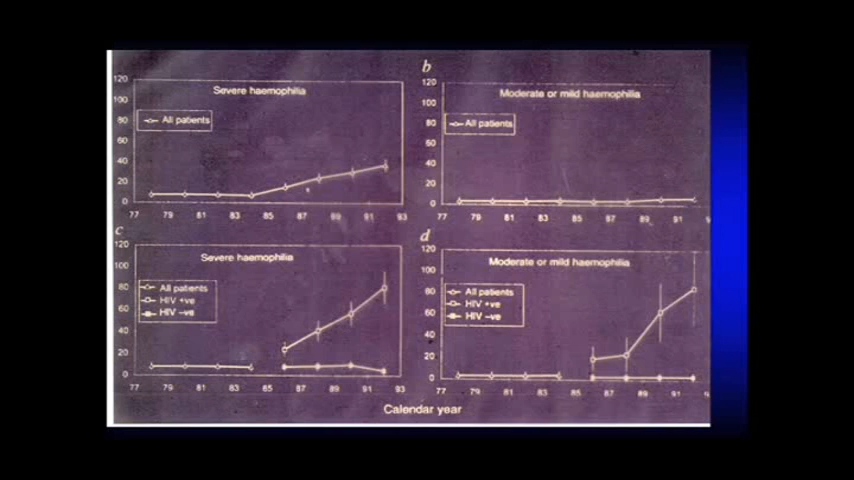 b
Severe haemophilia
All patients
120
100
80
60
40
20
0
77 79 81 83 85 87 89 91 93
Moderate or mild haemophilia
All patients
120
100
80
60
40
20
0
77 79 81 83 85 87 89 91
c
Severe haemophilia
All patients
HIV +ve
HIV –ve
120
100
80
60
40
20
0
77 79 81 83 85 87 89 91 93
d
Moderate or mild haemophilia
All patients
HIV +ve
HIV –ve
120
100
80
60
40
20
0
77 79 81 83 85 87 89 91
Calendar year